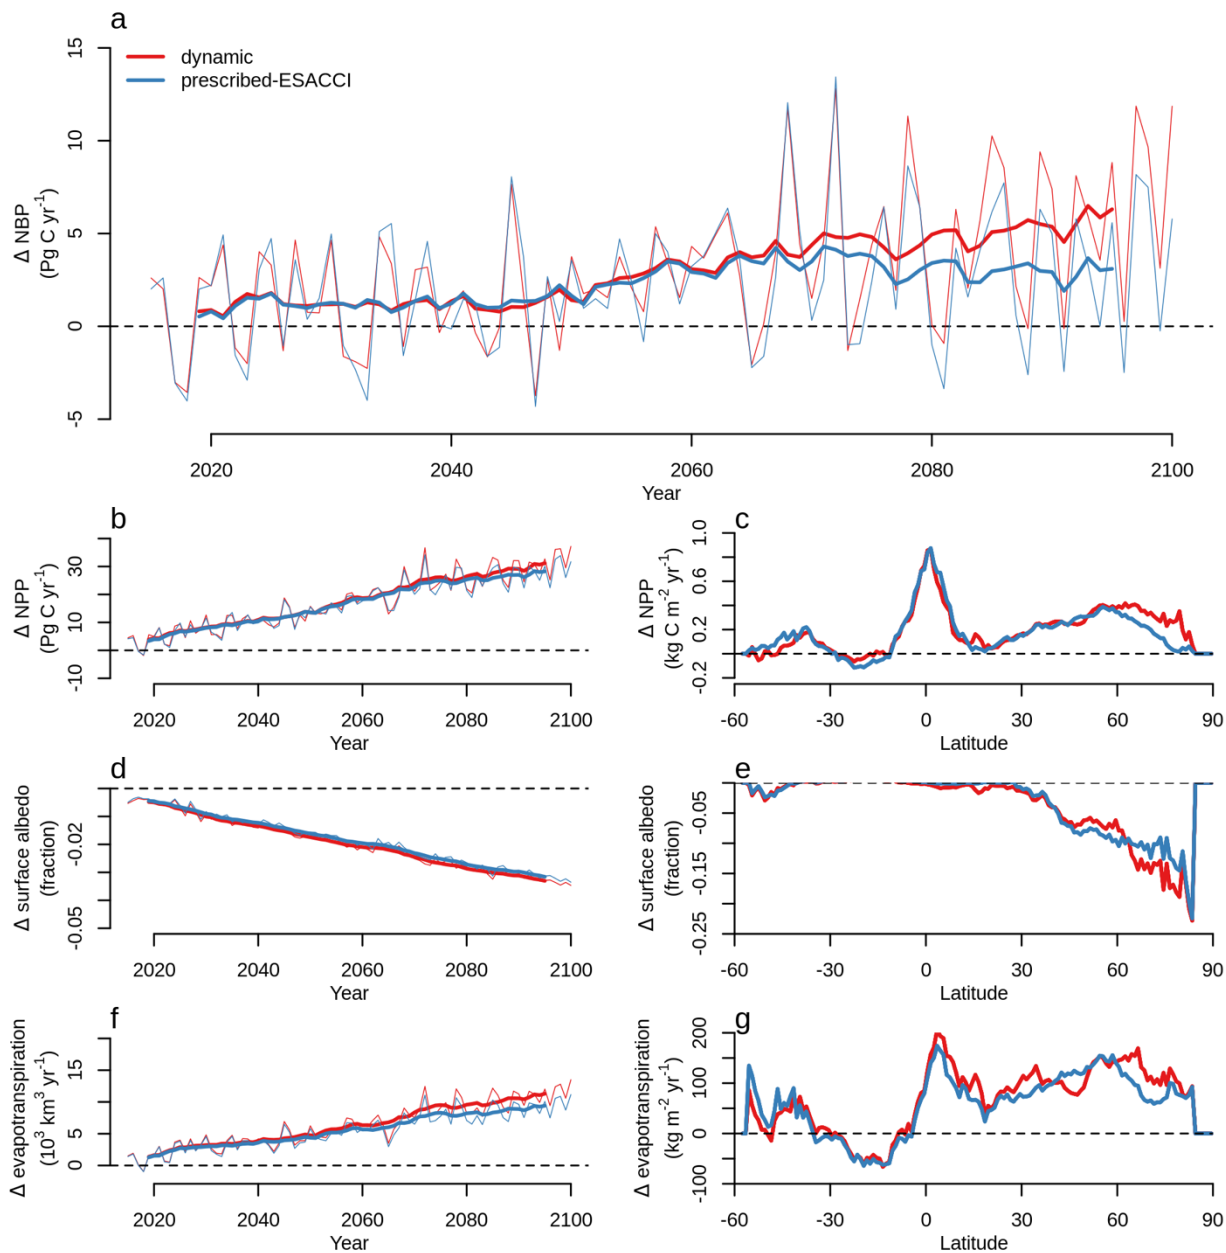 a
Δ NBP
(Pg C yr-1)
15
10
5
0
-5
dynamic
prescribed-ESACCI
2020 2040 2060 2080 2100
Year
b
Δ NPP
(Pg C yr-1)
30
10
-10
2020 2040 2060 2080 2100
Year
c
Δ NPP
(kg C m-2 yr-1)
1.0
0.6
0.2
-0.2
-60 -30 0 30 60 90
Latitude
d
Δ surface albedo
(fraction)
-0.02
-0.05
2020 2040 2060 2080 2100
Year
e
Δ surface albedo
(fraction)
-0.05
-0.15
-0.25
-60 -30 0 30 60 90
Latitude
f
Δ evapotranspiration
(103 km3 yr-1)
15
5
0
2020 2040 2060 2080 2100
Year
g
Δ evapotranspiration
(kg m-2 yr-1)
200
100
0
-100
-60 -30 0 30 60 90
Latitude